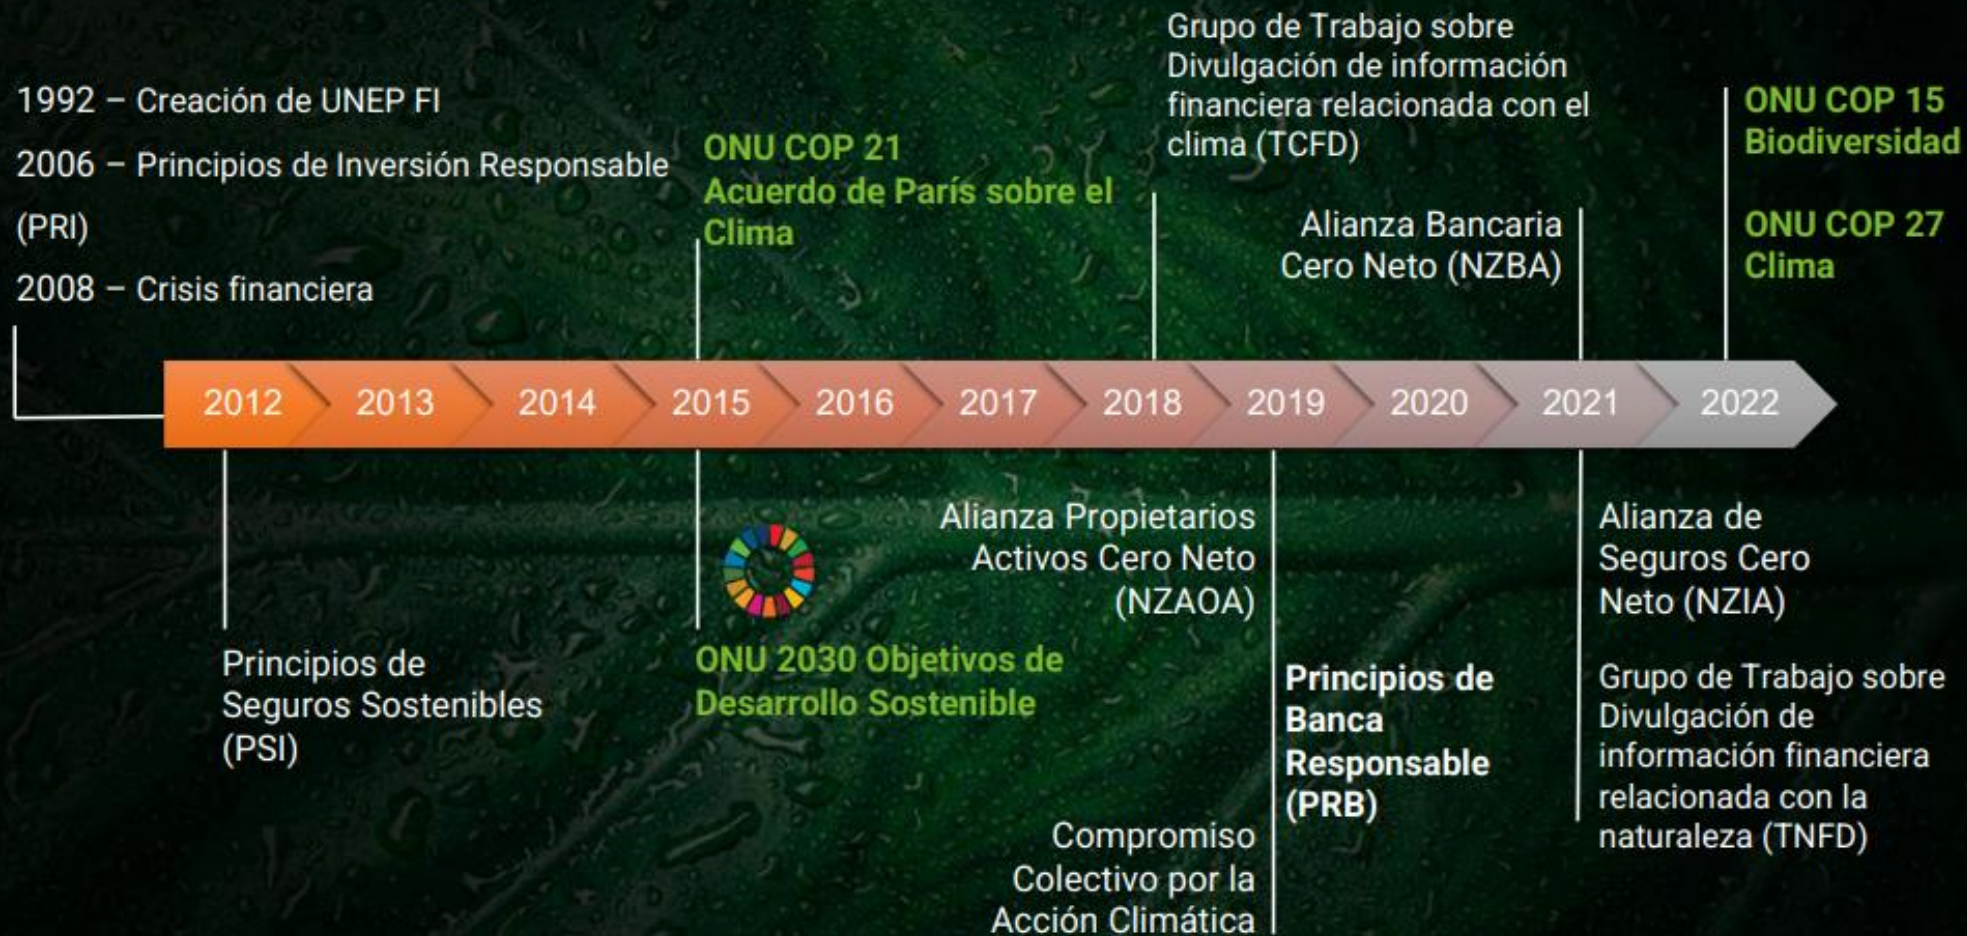 1992 – Creación de UNEP FI
2006 – Principios de Inversión Responsable
(PRI)
2008 – Crisis financiera
ONU COP 21
Acuerdo de París sobre el
Clima
Grupo de Trabajo sobre
Divulgación de información
financiera relacionada con el
clima (TCFD)
Alianza Bancaria
Cero Neto (NZBA)
ONU COP 15
Biodiversidad
ONU COP 27
Clima
2012 2013 2014 2015 2016 2017 2018 2019 2020 2021 2022
Principios de
Seguros Sostenibles
(PSI)
ONU 2030 Objetivos de
Desarrollo Sostenible
Alianza Propietarios
Activos Cero Neto
(NZAOA)
Compromiso
Colectivo por la
Acción Climática
Principios de
Banca
Responsable
(PRB)
Alianza de
Seguros Cero
Neto (NZIA)
Grupo de Trabajo sobre
Divulgación de
información financiera
relacionada con la
naturaleza (TNFD)